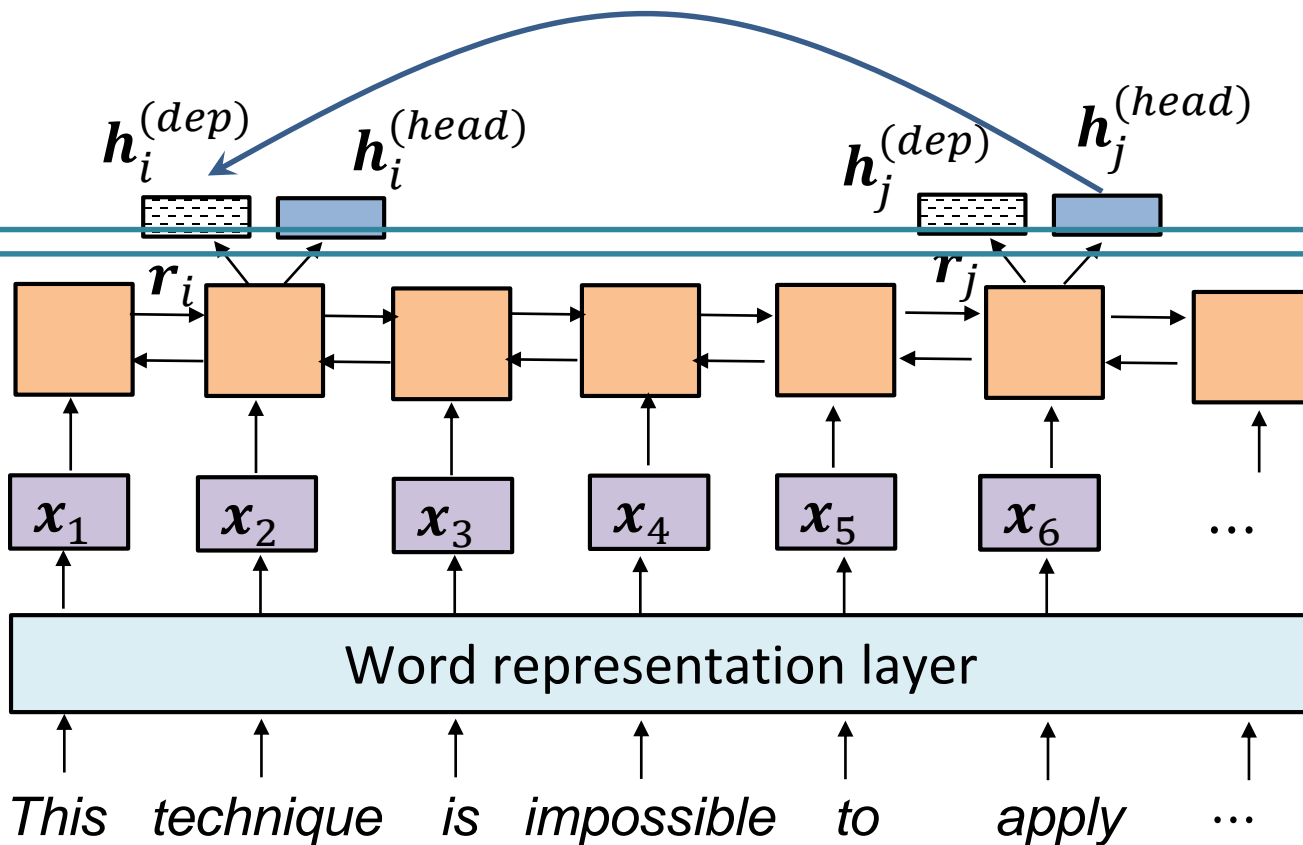 h_i^(dep) h_i^(head) h_j^(dep) h_j^(head)
r_i r_j
x_1 x_2 x_3 x_4 x_5 x_6 ...
Word representation layer
This technique is impossible to apply ...